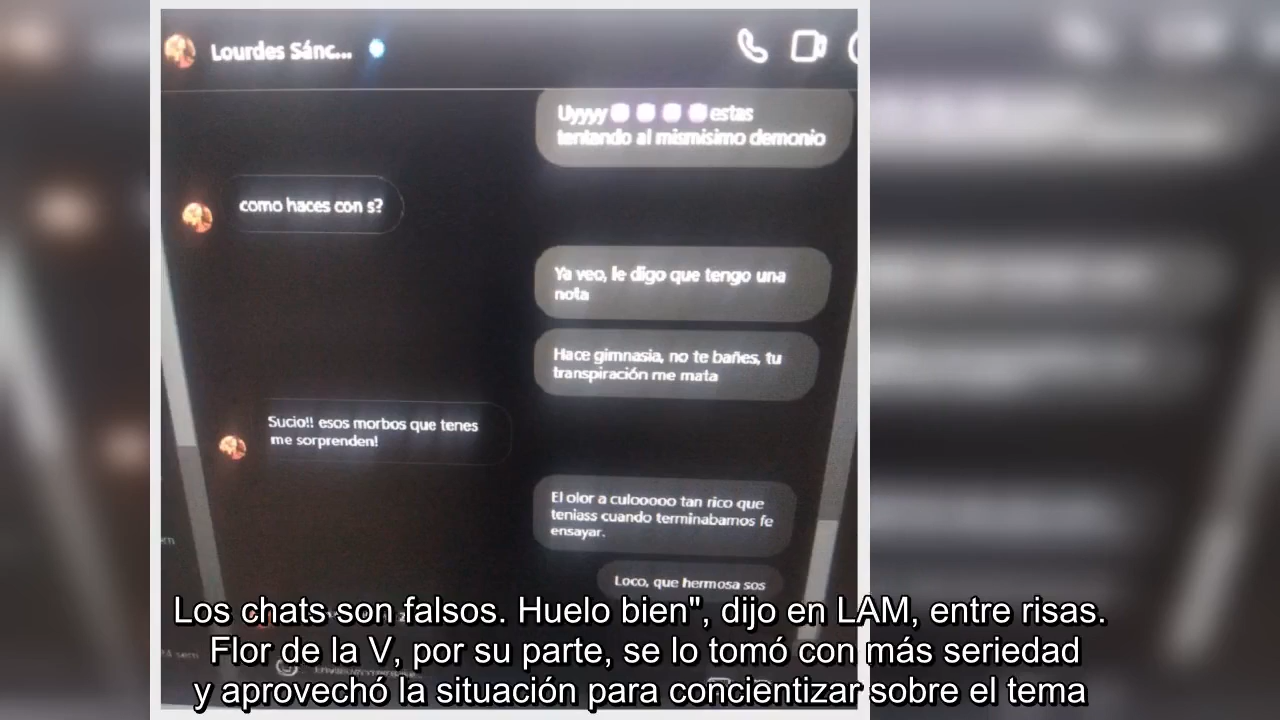 Lourdes Sánc...
Uyyyy estas
tentando al mismisimo demonio
como haces con s?
Ya veo, le digo que tengo una
nota
Hace gimnasia, no te bañes, tu
transpiración me mata
Sucio!! esos morbos que tenes
me sorprenden!
El olor a culooooo tan rico que
teniass cuando terminabamos fe
ensayar.
Loco, que hermosa sos
Los chats son falsos. Huelo bien", dijo en LAM, entre risas.
Flor de la V, por su parte, se lo tomó con más seriedad
y aprovechó la situación para concientizar sobre el tema